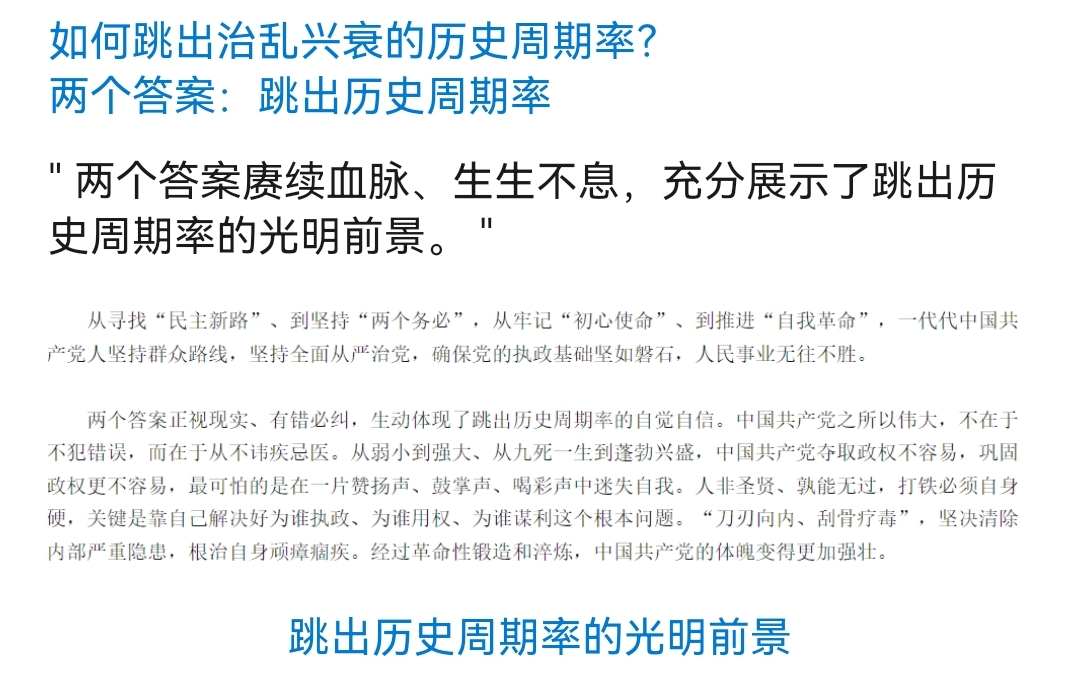 如何跳出治乱兴衰的历史周期率？
两个答案：跳出历史周期率
" 两个答案赓续血脉、生生不息，充分展示了跳出历
史周期率的光明前景。 "
从寻找“民主新路”、到坚持“两个务必”，从牢记“初心使命”、到推进“自我革命”，一代代中国共
产党人坚持群众路线，坚持全面从严治党，确保党的执政基础坚如磐石，人民事业无往不胜。
两个答案正视现实、有错必纠，生动体现了跳出历史周期率的自觉自信。中国共产党之所以伟大，不在于
不犯错误，而在于从不讳疾忌医。从弱小到强大、从九死一生到蓬勃兴盛，中国共产党夺取政权不容易，巩固
政权更不容易，最可怕的是在一片赞扬声、鼓掌声、喝彩声中迷失自我。人非圣贤、孰能无过，打铁必须自身
硬，关键是靠自己解决好为谁执政、为谁用权、为谁谋利这个根本问题。“刀刃向内、刮骨疗毒”，坚决清除
内部严重隐患，根治自身顽瘴痼疾。经过革命性锻造和淬炼，中国共产党的体魄变得更加强壮。
跳出历史周期率的光明前景